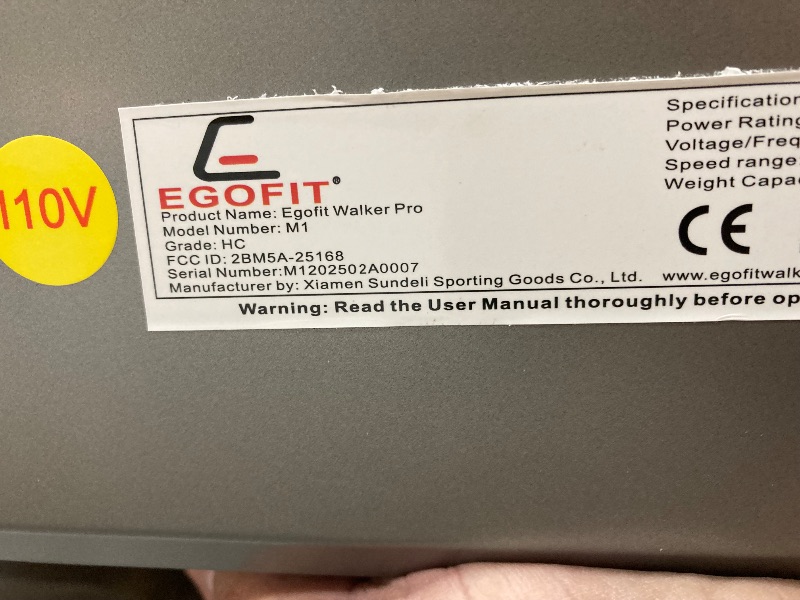 110V
EGOFIT®
Product Name: Egofit Walker Pro
Model Number: M1
Grade: HC
FCC ID: 2BM5A-25168
Serial Number:M1202502A0007
Manufacturer by: Xiamen Sundeli Sporting Goods Co., Ltd.
Specification
Power Rating
Voltage/Freq
Speed range:
Weight Capac
CE
www.egofitwalk
Warning: Read the User Manual thoroughly before op